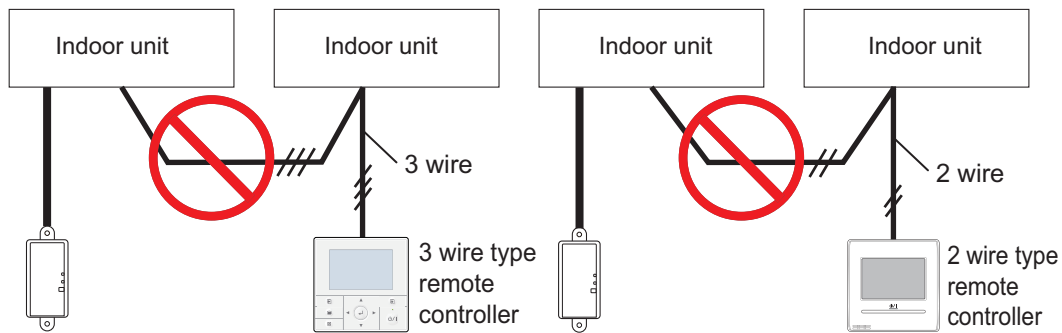 Indoor unit
Indoor unit
3 wire
3 wire type
remote
controller
Indoor unit
Indoor unit
2 wire
2 wire type
remote
controller